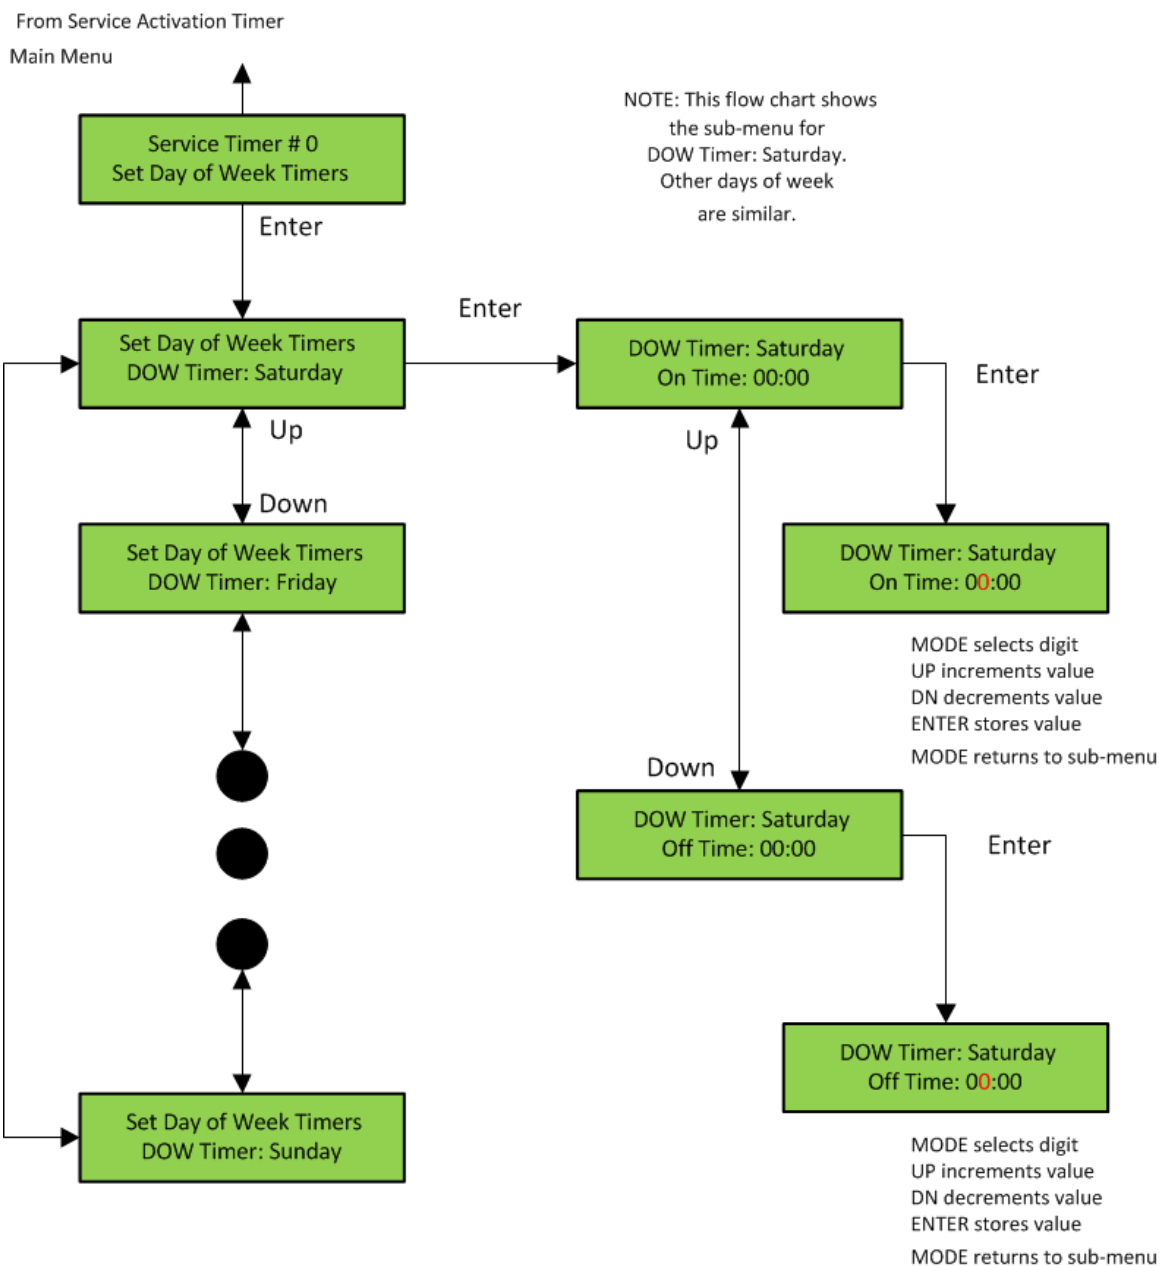 From Service Activation Timer
Main Menu
NOTE: This flow chart shows
the sub-menu for
DOW Timer: Saturday.
Other days of week
are similar.
Service Timer # 0
Set Day of Week Timers
Enter
Enter
Set Day of Week Timers
DOW Timer: Saturday
DOW Timer: Saturday
On Time: 00:00
Enter
Up
Up
Down
Set Day of Week Timers
DOW Timer: Friday
DOW Timer: Saturday
On Time: 00:00
MODE selects digit
UP increments value
DN decrements value
ENTER stores value
MODE returns to sub-menu
Down
DOW Timer: Saturday
Off Time: 00:00
Enter
DOW Timer: Saturday
Off Time: 00:00
Set Day of Week Timers
DOW Timer: Sunday
MODE selects digit
UP increments value
DN decrements value
ENTER stores value
MODE returns to sub-menu